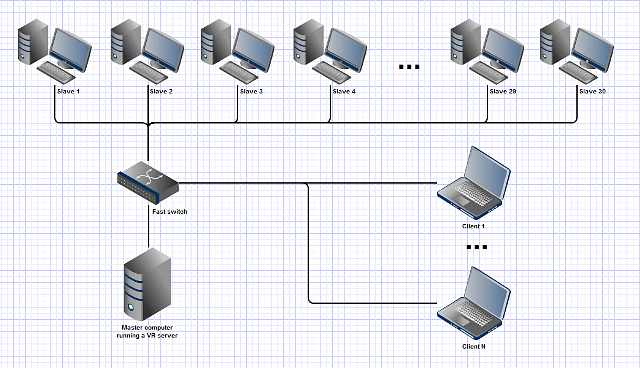 Slave 1
Slave 2
Slave 3
Slave 4
...
Slave 29
Slave 30
Fast switch
Client 1
...
Master computer
running a VR server
Client N